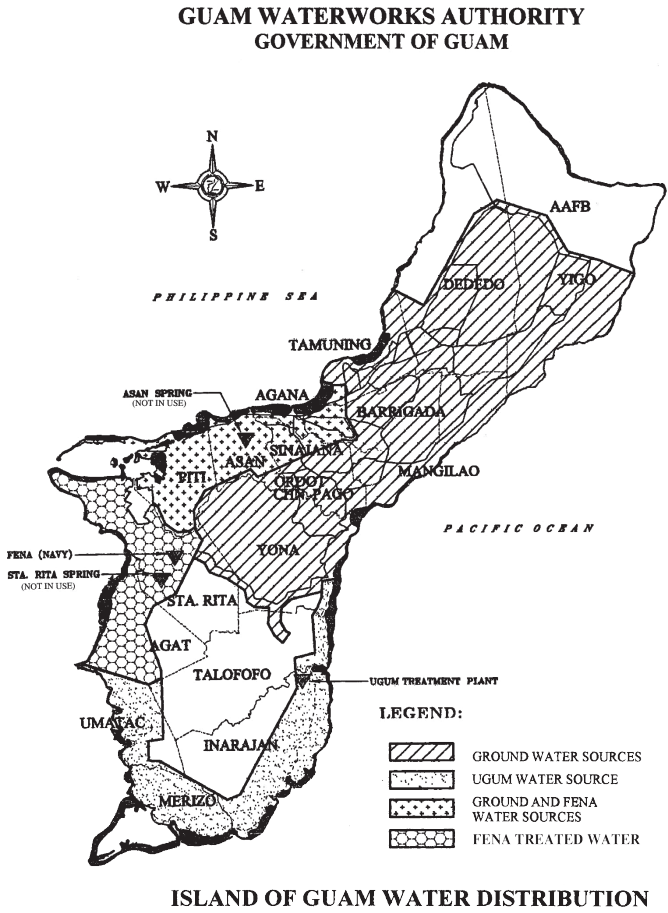 GUAM WATERWORKS AUTHORITY
GOVERNMENT OF GUAM
N
W
E
S
AAFB
PHILIPPINE SEA
DEDEDO
YIGO
TAMUNING
ASAN SPRING
(NOT IN USE)
AGANA
BARRIGADA
SINAJANA
ASAN
PITI
MANGILAO
ORDOT
CHN. PAGO
PACIFIC OCEAN
YONA
FENA (NAVY)
STA. RITA SPRING
(NOT IN USE)
STA. RITA
AGAT
TALOFOFO
UGUM TREATMENT PLANT
LEGEND:
UMATAC
INARAJAN
GROUND WATER SOURCES
UGUM WATER SOURCE
MERIZO
GROUND AND FENA
WATER SOURCES
FENA TREATED WATER
ISLAND OF GUAM WATER DISTRIBUTION